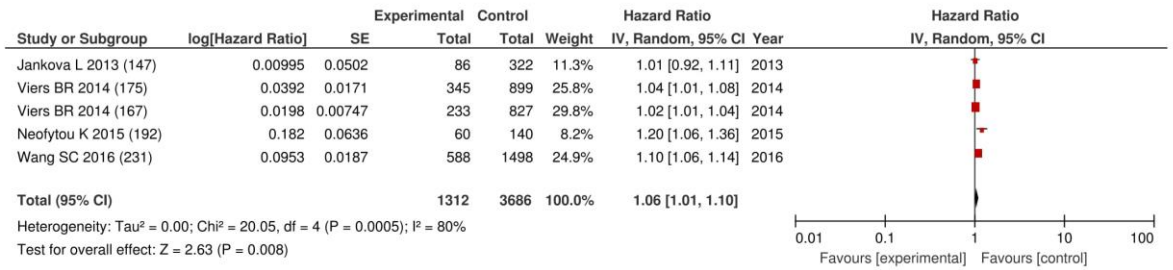 Experimental Control Hazard Ratio Hazard Ratio
Study or Subgroup log[Hazard Ratio] SE Total Total Weight IV, Random, 95% CI Year IV, Random, 95% CI
Jankova L 2013 (147) 0.00995 0.0502 86 322 11.3% 1.01 [0.92, 1.11] 2013
Viers BR 2014 (175) 0.0392 0.0171 345 899 25.8% 1.04 [1.01, 1.08] 2014
Viers BR 2014 (167) 0.0198 0.00747 233 827 29.8% 1.02 [1.01, 1.04] 2014
Neofytou K 2015 (192) 0.182 0.0636 60 140 8.2% 1.20 [1.06, 1.36] 2015
Wang SC 2016 (231) 0.0953 0.0187 588 1498 24.9% 1.10 [1.06, 1.14] 2016
Total (95% CI) 1312 3686 100.0% 1.06 [1.01, 1.10]
Heterogeneity: Tau² = 0.00; Chi² = 20.05, df = 4 (P = 0.0005); I² = 80%
Test for overall effect: Z = 2.63 (P = 0.008)
0.01 0.1 1 10 100
Favours [experimental] Favours [control]